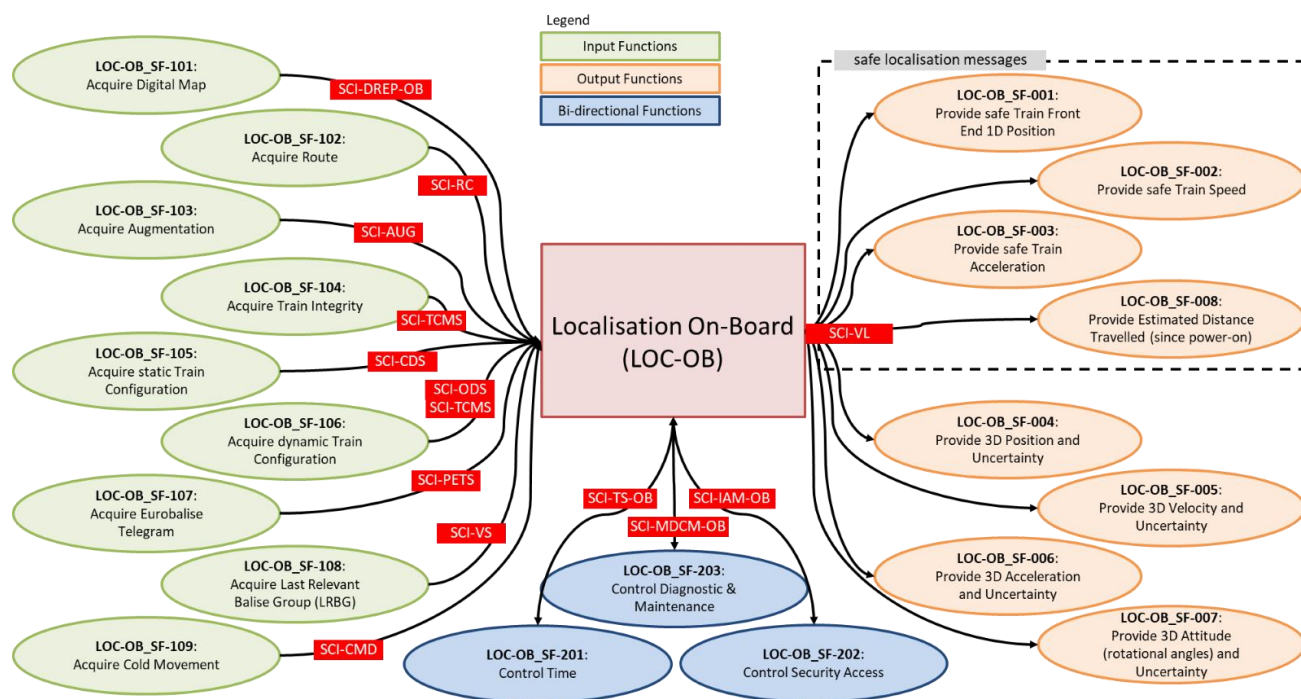 Legend
Input Functions
Output Functions
Bi-directional Functions
LOC-OB_SF-101:
Acquire Digital Map
SCI-DREP-OB
LOC-OB_SF-102:
Acquire Route
SCI-RC
LOC-OB_SF-103:
Acquire Augmentation
SCI-AUG
LOC-OB_SF-104:
Acquire Train Integrity
SCI-TCMS
LOC-OB_SF-105:
Acquire static Train
Configuration
SCI-CDS
LOC-OB_SF-106:
Acquire dynamic Train
Configuration
SCI-ODS
SCI-TCMS
LOC-OB_SF-107:
Acquire Eurobalise
Telegram
SCI-PETS
LOC-OB_SF-108:
Acquire Last Relevant
Balise Group (LRBG)
SCI-VS
LOC-OB_SF-109:
Acquire Cold Movement
SCI-CMD
Localisation On-Board
(LOC-OB)
SCI-TS-OB
SCI-MDCM-OB
SCI-IAM-OB
LOC-OB_SF-203:
Control Diagnostic &
Maintenance
LOC-OB_SF-201:
Control Time
LOC-OB_SF-202:
Control Security Access
SCI-VL
safe localisation messages
LOC-OB_SF-001:
Provide safe Train Front
End 1D Position
LOC-OB_SF-002:
Provide safe Train Speed
LOC-OB_SF-003:
Provide safe Train
Acceleration
LOC-OB_SF-008:
Provide Estimated Distance
Travelled (since power-on)
LOC-OB_SF-004:
Provide 3D Position and
Uncertainty
LOC-OB_SF-005:
Provide 3D Velocity and
Uncertainty
LOC-OB_SF-006:
Provide 3D Acceleration
and Uncertainty
LOC-OB_SF-007:
Provide 3D Attitude
(rotational angles) and
Uncertainty